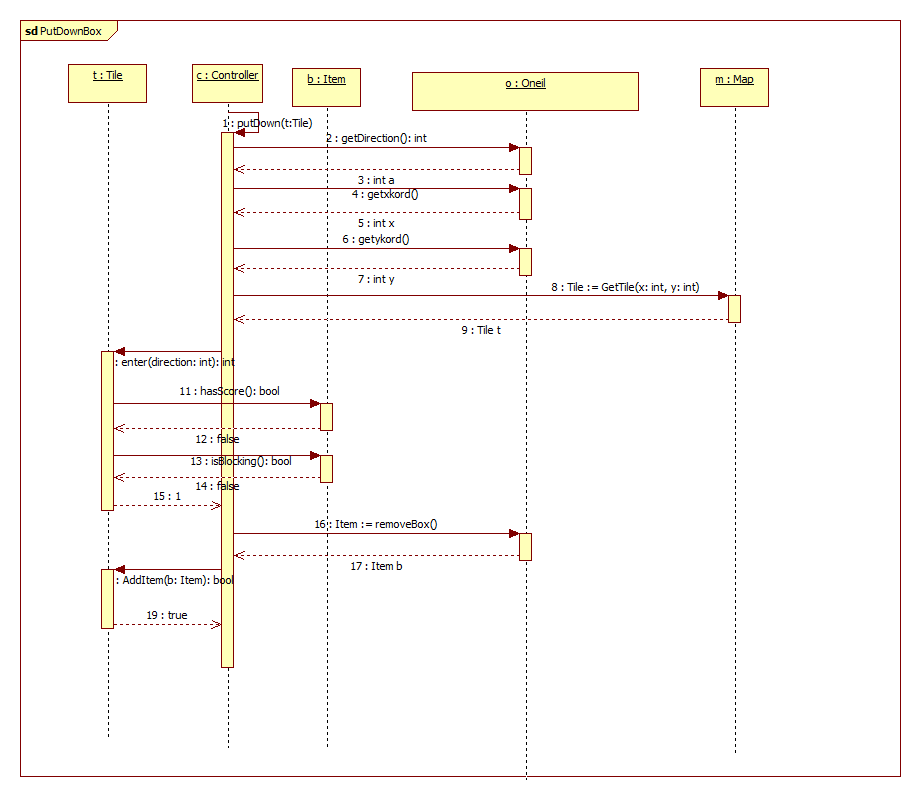 sd PutDownBox
t : Tile
c : Controller
b : Item
o : Oneil
m : Map
1 : putDown(t:Tile)
2 : getDirection(): int
3 : int a
4 : getxkord()
5 : int x
6 : getykord()
7 : int y
8 : Tile := GetTile(x: int, y: int)
9 : Tile t
: enter(direction: int): int
11 : hasScore(): bool
12 : false
13 : isBlocking(): bool
14 : false
15 : 1
16 : Item := removeBox()
17 : Item b
: AddItem(b: Item): bool
19 : true